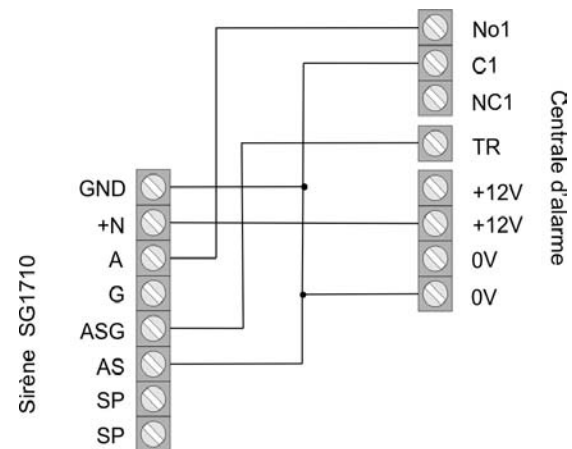 No1
C1
NC1
TR
+12V
+12V
0V
0V
Centrale d'alarme
GND
+N
A
G
ASG
AS
SP
SP
Sirène SG1710